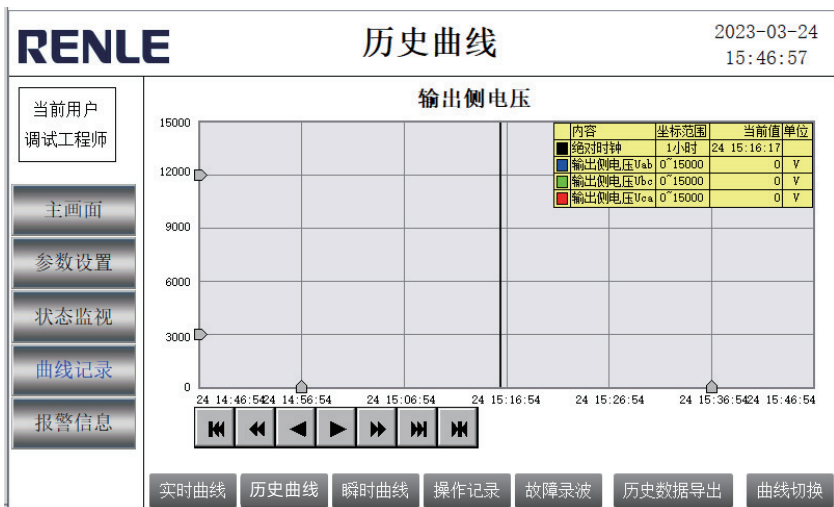 RENLE
历史曲线
2023-03-24
15:46:57
当前用户
调试工程师
主画面
参数设置
状态监视
曲线记录
报警信息
输出侧电压
15000
12000
9000
6000
3000
0
内容 坐标范围 当前值 单位
绝对时钟 1小时 24 15:16:17
输出侧电压Uab 0~15000 0 V
输出侧电压Ubc 0~15000 0 V
输出侧电压Uca 0~15000 0 V
24 14:46:54 24 14:56:54 24 15:06:54 24 15:16:54 24 15:26:54 24 15:36:54 24 15:46:54
实时曲线 历史曲线 瞬时曲线 操作记录 故障录波 历史数据导出 曲线切换